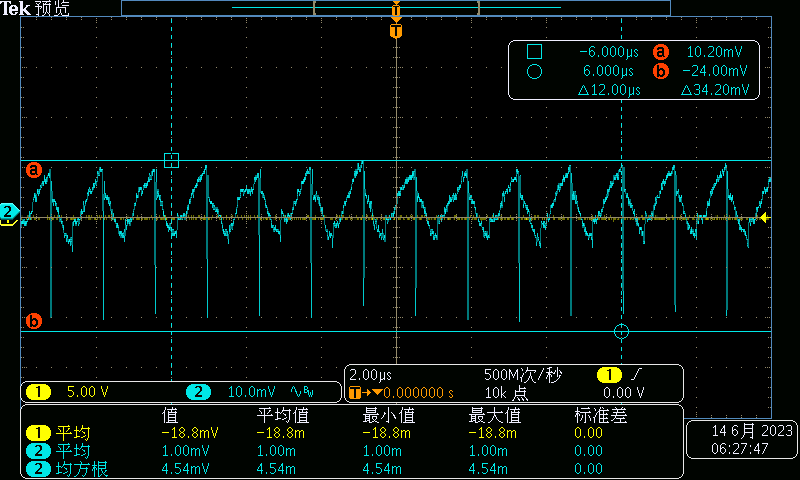 Tek 预览
T
T
-6.000μs a 10.20mV
6.000μs b -24.00mV
Δ12.00μs Δ34.20mV
a
2
b
1 5.00 V 2 10.0mV BW
2.00μs 500M次/秒 1
T→▼0.000000 s 10k 点 0.00 V
值 平均值 最小值 最大值 标准差
1 平均 -18.8mV -18.8m -18.8m -18.8m 0.00
2 平均 1.00mV 1.00m 1.00m 1.00m 0.00
2 均方根 4.54mV 4.54m 4.54m 4.54m 0.00
14 6月 2023
06:27:47